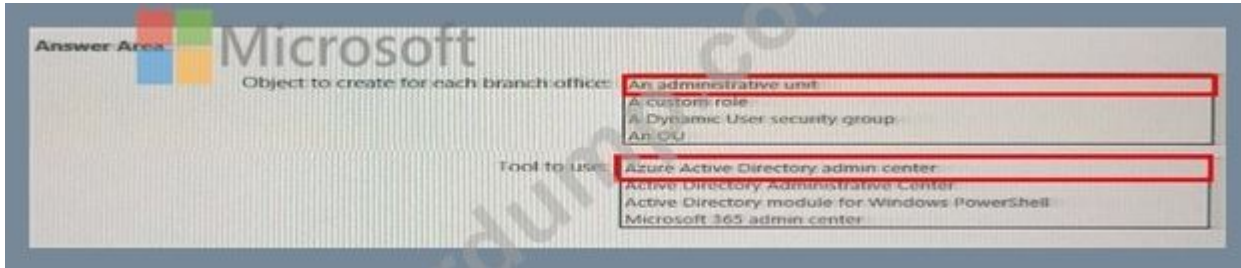 Microsoft
Answer Area
Object to create for each branch office:
An administrative unit
A custom role
A Dynamic User security group
An OU
Tool to use:
Azure Active Directory admin center
Active Directory Administrative Center
Active Directory module for Windows PowerShell
Microsoft 365 admin center